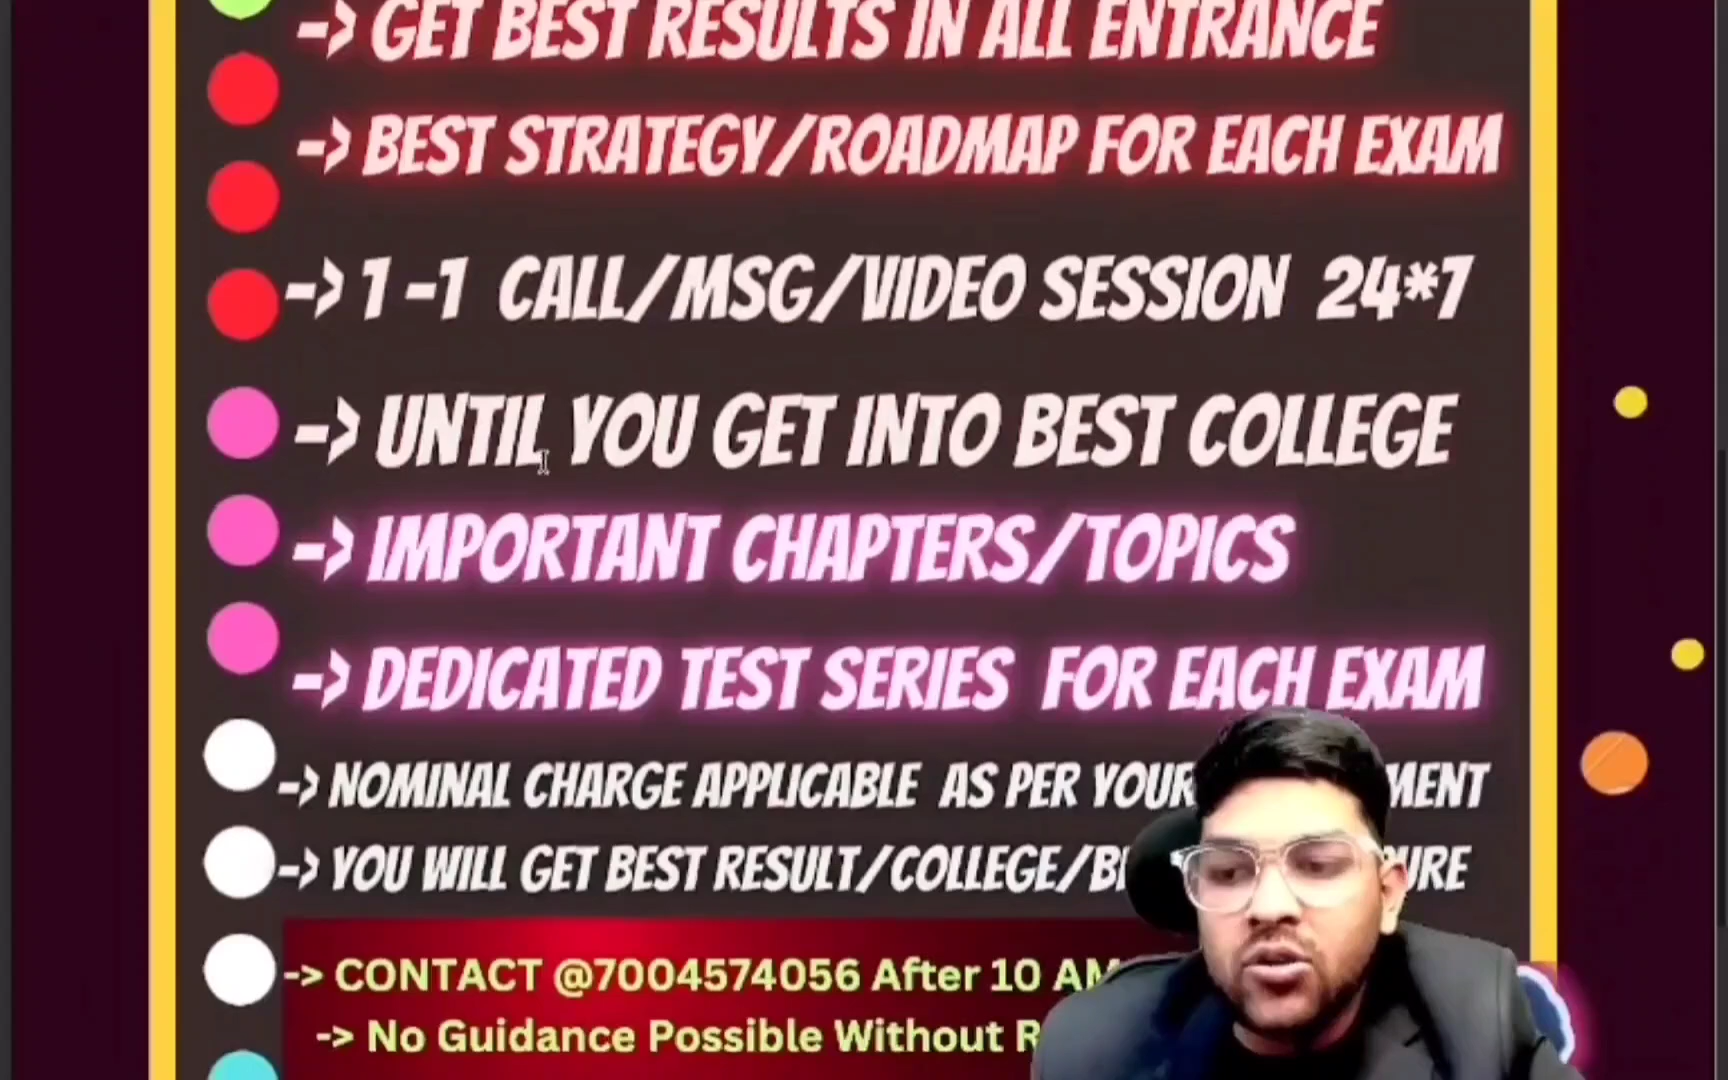 -> GET BEST RESULTS IN ALL ENTRANCE
-> BEST STRATEGY/ROADMAP FOR EACH EXAM
-> 1 -1 CALL/MSG/VIDEO SESSION 24*7
-> UNTIL YOU GET INTO BEST COLLEGE
-> IMPORTANT CHAPTERS/TOPICS
-> DEDICATED TEST SERIES FOR EACH EXAM
-> NOMINAL CHARGE APPLICABLE AS PER YOUR
-> YOU WILL GET BEST RESULT/COLLEGE/
-> CONTACT @7004574056 After 10 AM
-> No Guidance Possible Without